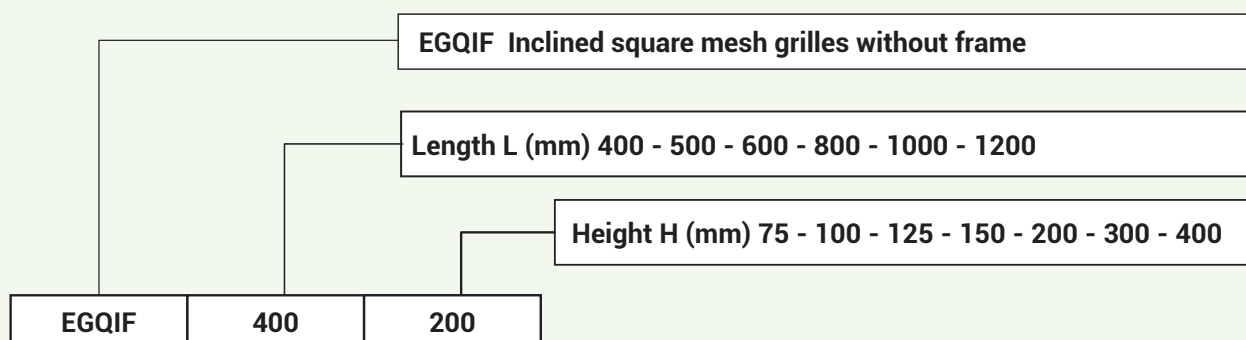 EGQIF Inclined square mesh grilles without frame
Length L (mm) 400 - 500 - 600 - 800 - 1000 - 1200
Height H (mm) 75 - 100 - 125 - 150 - 200 - 300 - 400
EGQIF 400 200